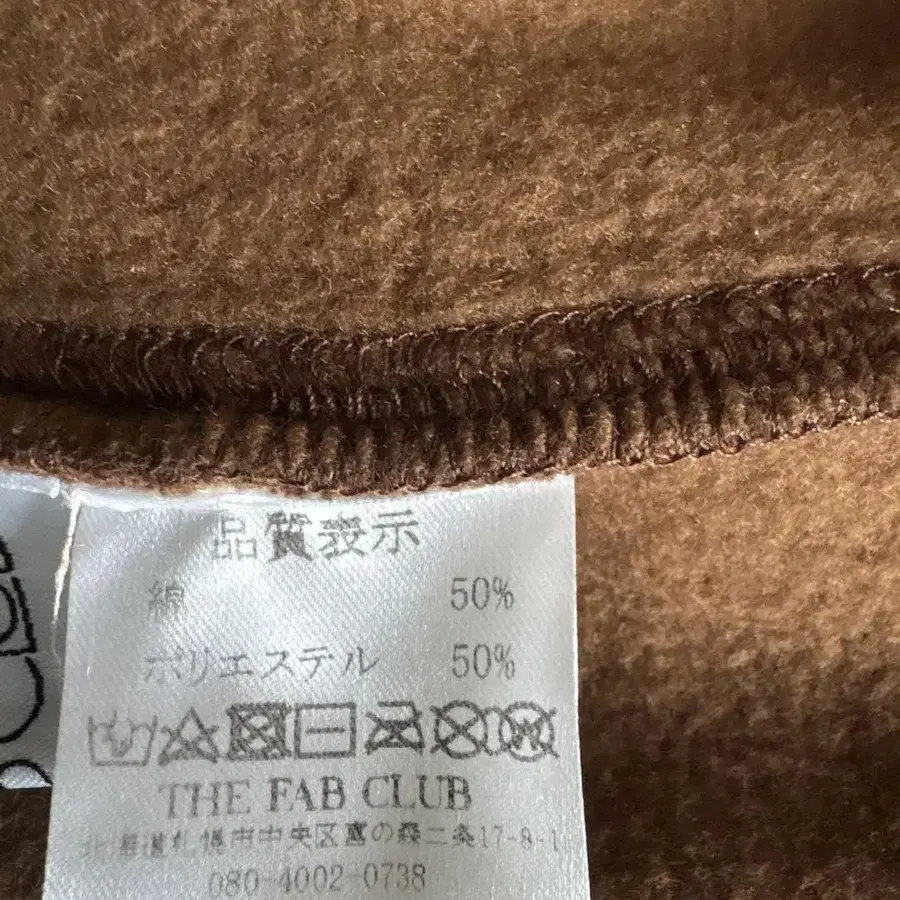 品質表示
綿 50%
ポリエステル 50%
THE FAB CLUB
北海道札幌市中央区宮の森二条17-8-1
080-4002-0738